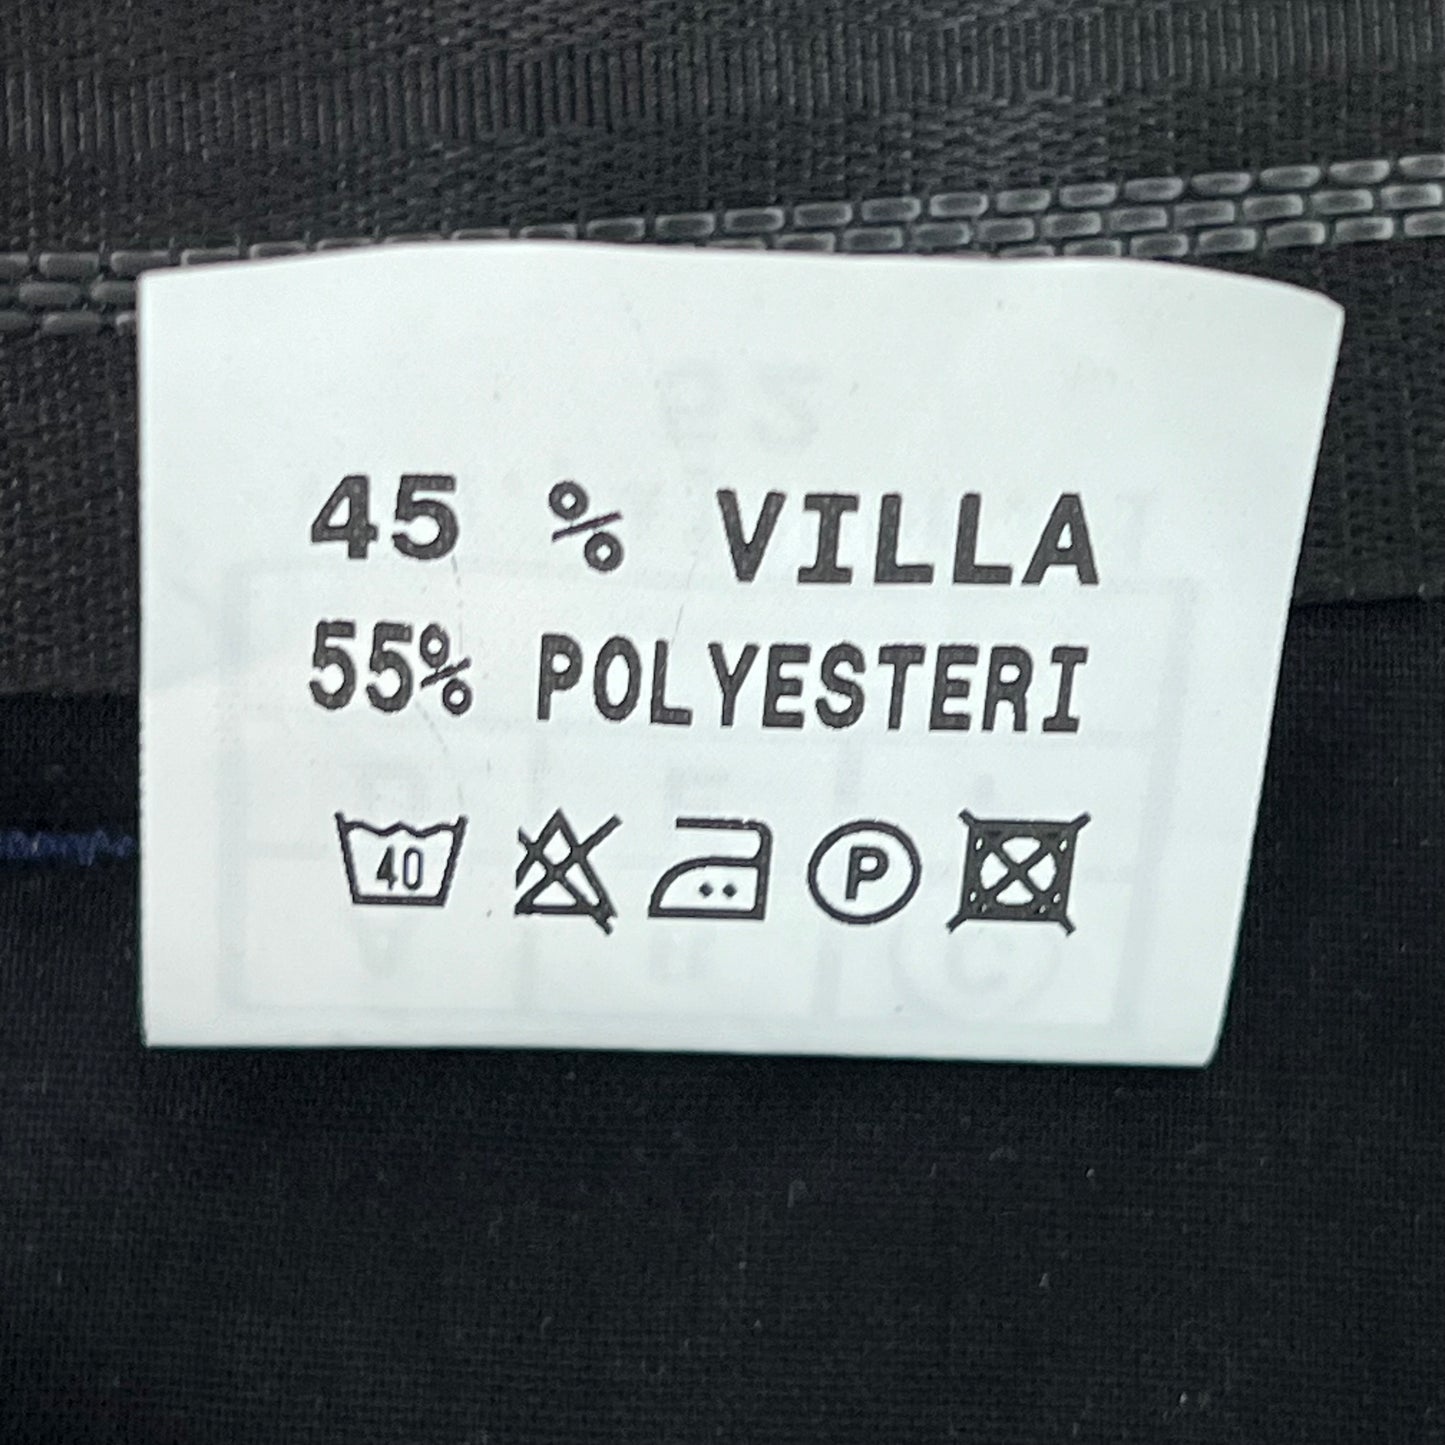 45 % VILLA
55% POLYESTERI
40 P